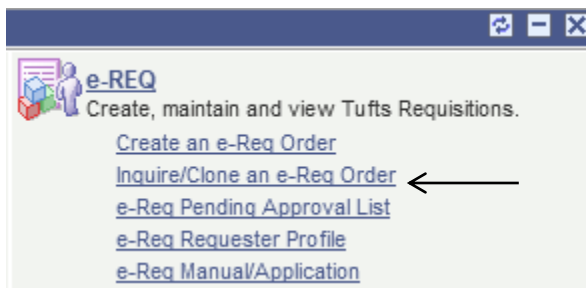 e-REQ
Create, maintain and view Tufts Requisitions.
Create an e-Req Order
Inquire/Clone an e-Req Order
e-Req Pending Approval List
e-Req Requester Profile
e-Req Manual/Application